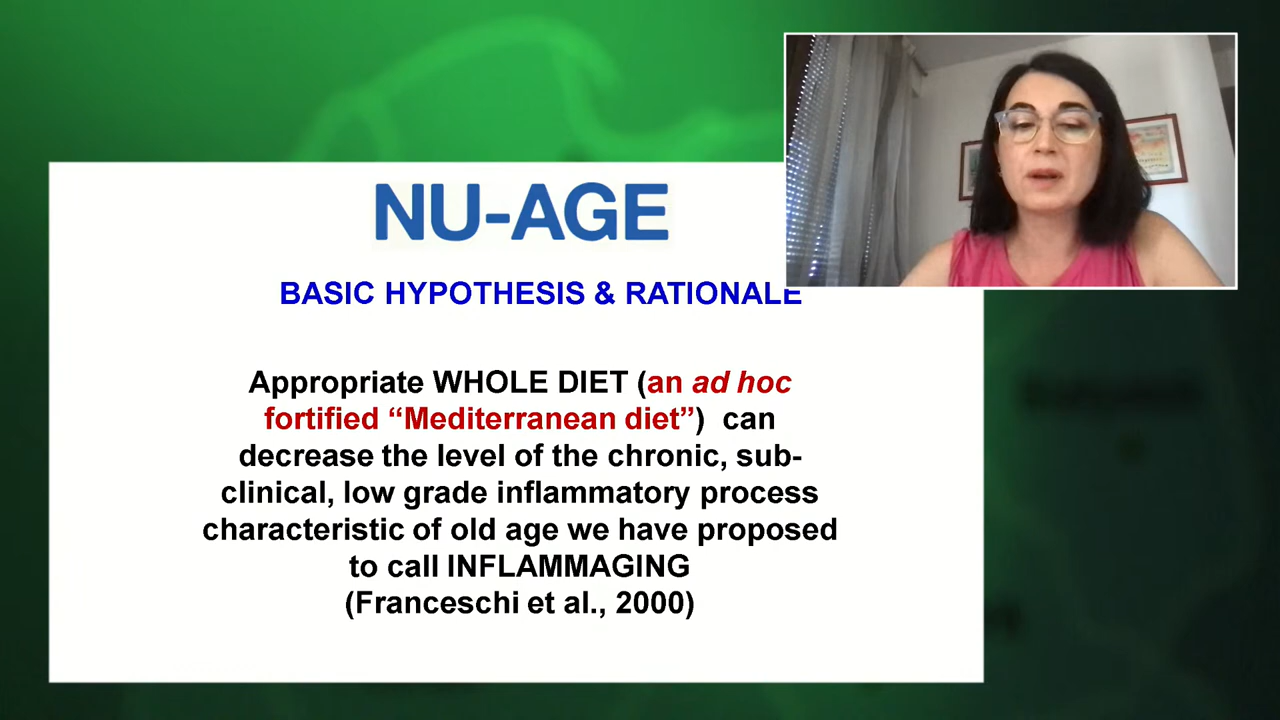 NU-AGE
BASIC HYPOTHESIS & RATIONALE
Appropriate WHOLE DIET (an ad hoc
fortified “Mediterranean diet”) can
decrease the level of the chronic, sub-
clinical, low grade inflammatory process
characteristic of old age we have proposed
to call INFLAMMAGING
(Franceschi et al., 2000)